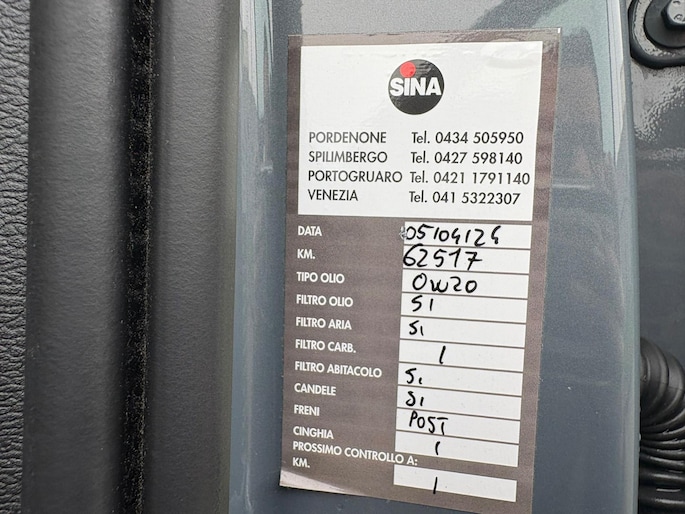 SINA
PORDENONE Tel. 0434 505950
SPILIMBERGO Tel. 0427 598140
PORTOGRUARO Tel. 0421 1791140
VENEZIA Tel. 041 5322307
DATA 05/04/24
KM. 62517
TIPO OLIO 0W20
FILTRO OLIO SI
FILTRO ARIA Si
FILTRO CARB. /
FILTRO ABITACOLO Si
CANDELE Si
FRENI POST
CINGHIA /
PROSSIMO CONTROLLO A:
KM. /